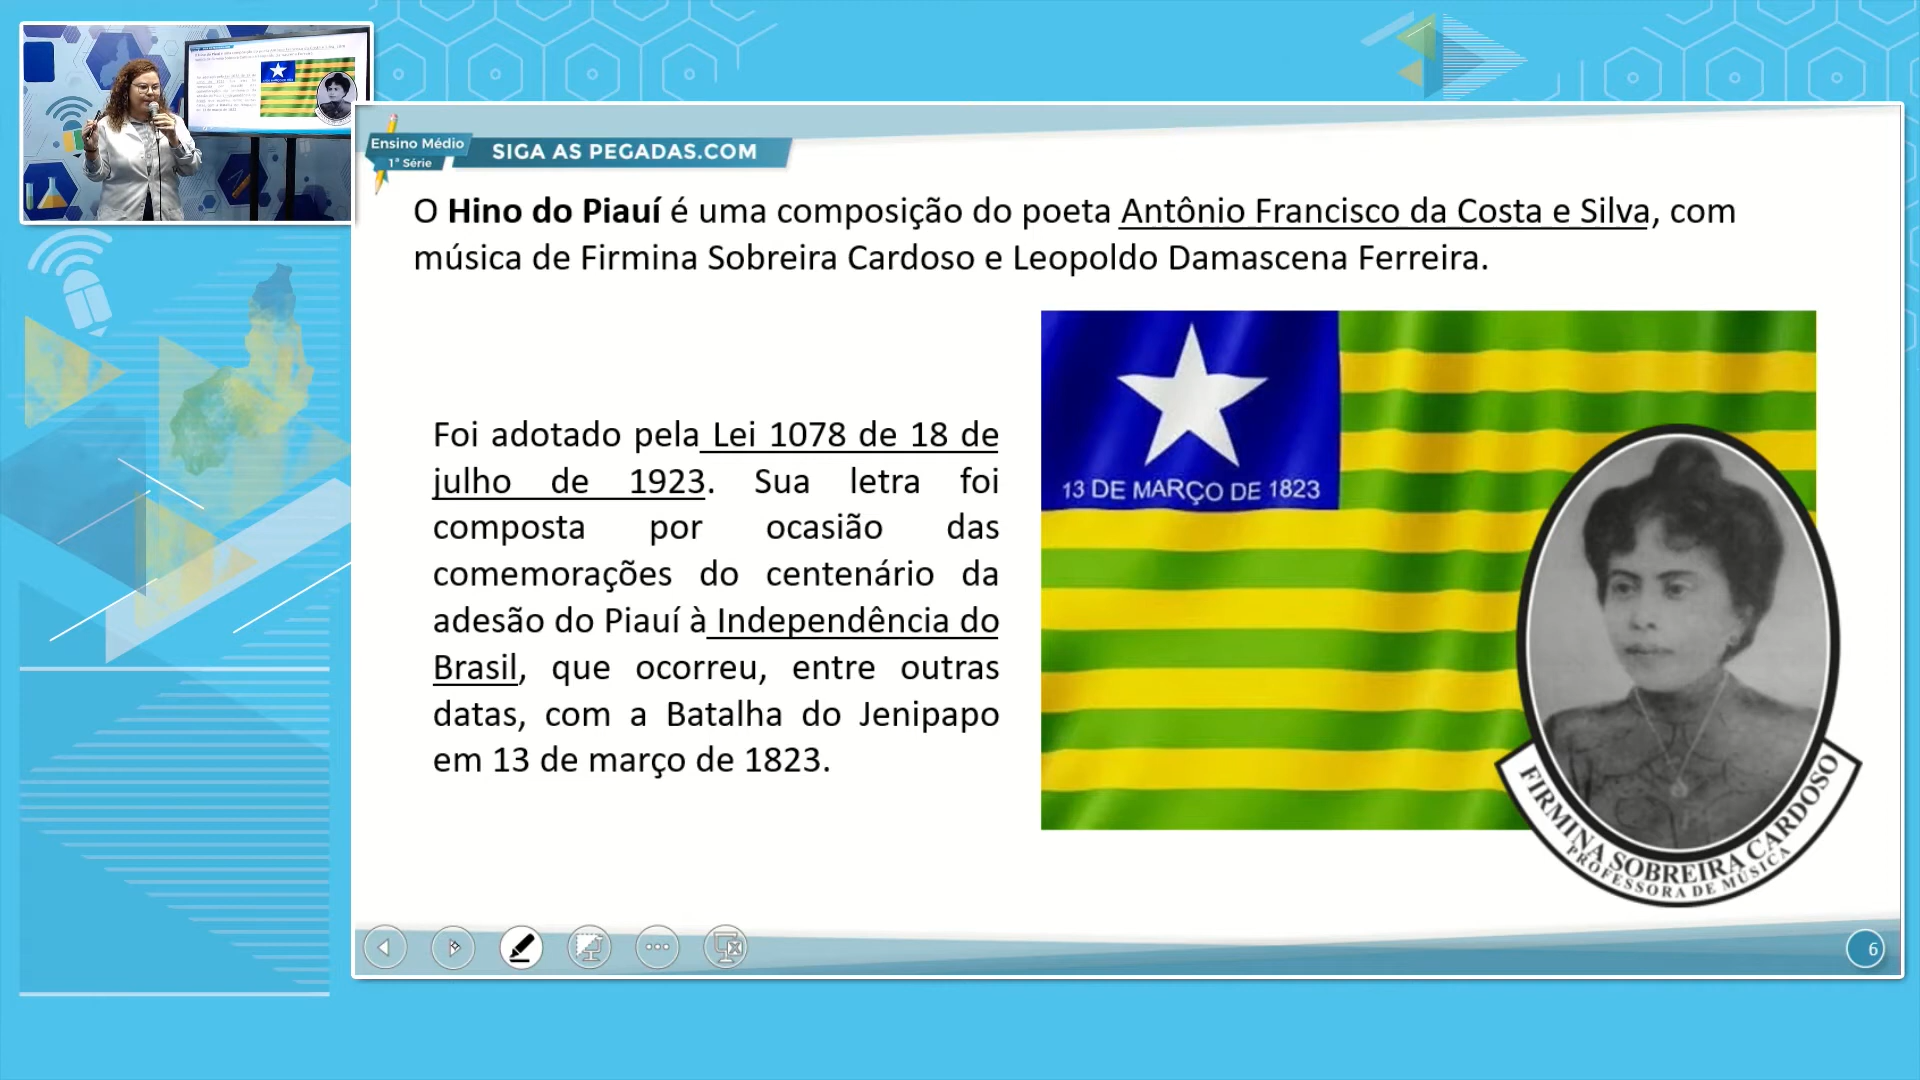 Ensino Médio
1ª Série
SIGA AS PEGADAS.COM
O Hino do Piauí é uma composição do poeta Antônio Francisco da Costa e Silva, com
música de Firmina Sobreira Cardoso e Leopoldo Damascena Ferreira.
Foi adotado pela Lei 1078 de 18 de
julho de 1923. Sua letra foi
composta por ocasião das
comemorações do centenário da
adesão do Piauí à Independência do
Brasil, que ocorreu, entre outras
datas, com a Batalha do Jenipapo
em 13 de março de 1823.
13 DE MARÇO DE 1823
FIRMINA SOBREIRA CARDOSO
PROFESSORA DE MÚSICA
6